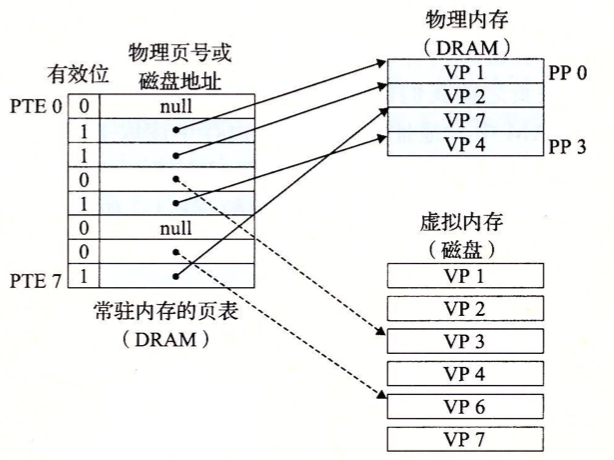 物理页号或
磁盘地址
有效位
PTE 0
0
null
1
1
0
1
0
null
0
PTE 7
1
常驻内存的页表
（DRAM）
物理内存
（DRAM）
VP 1
PP 0
VP 2
VP 7
VP 4
PP 3
虚拟内存
（磁盘）
VP 1
VP 2
VP 3
VP 4
VP 6
VP 7